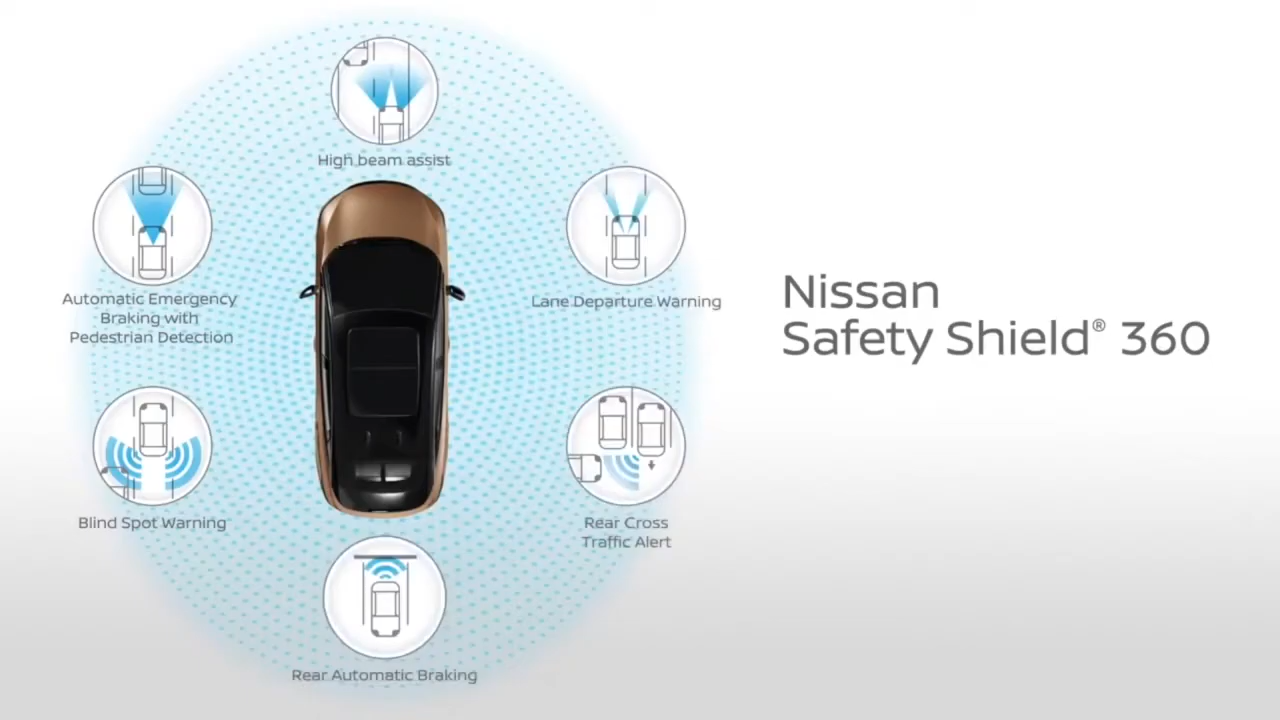 High beam assist
Automatic Emergency
Braking with
Pedestrian Detection
Lane Departure Warning
Nissan
Safety Shield® 360
Blind Spot Warning
Rear Cross
Traffic Alert
Rear Automatic Braking